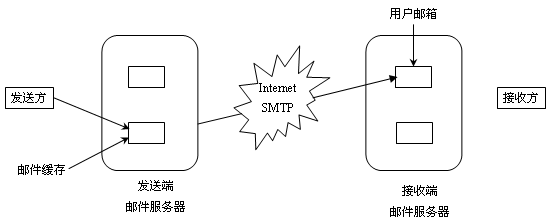 用户邮箱
发送方
Internet
SMTP
接收方
邮件缓存
发送端
邮件服务器
接收端
邮件服务器